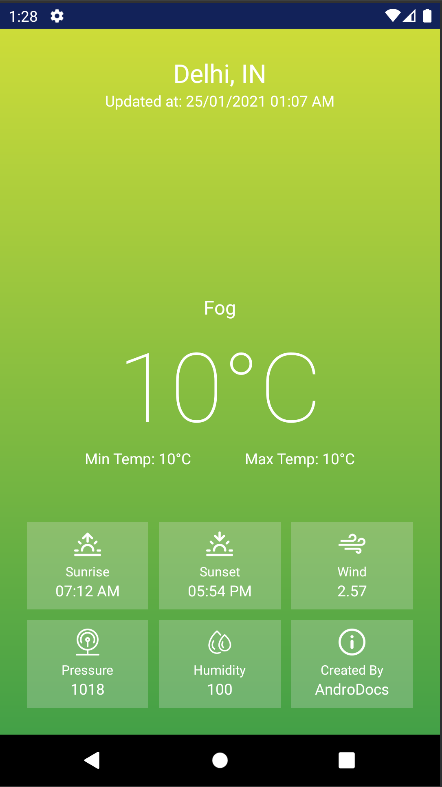 1:28
Delhi, IN
Updated at: 25/01/2021 01:07 AM
Fog
10°C
Min Temp: 10°C Max Temp: 10°C
Sunrise Sunset Wind
07:12 AM 05:54 PM 2.57
Pressure Humidity Created By
1018 100 AndroDocs